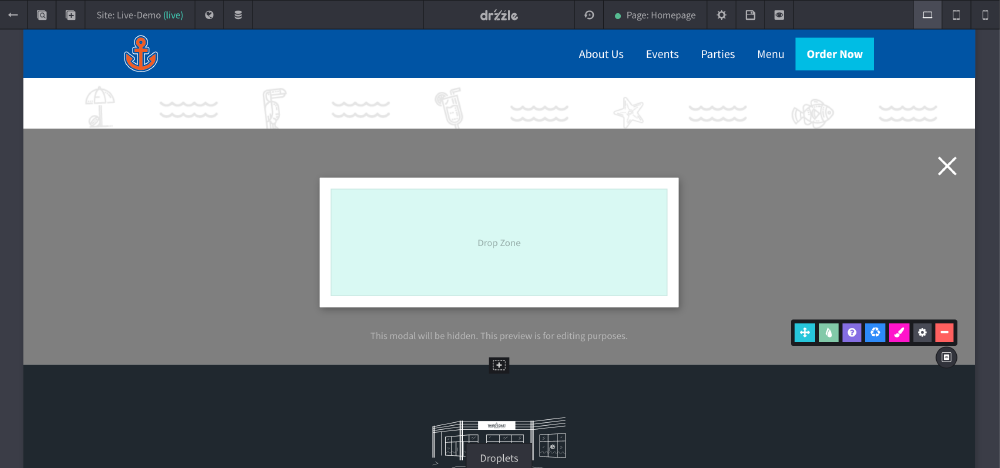 Site: Live-Demo (live)
drizzle
Page: Homepage
About Us
Events
Parties
Menu
Order Now
Drop Zone
This modal will be hidden. This preview is for editing purposes.
Droplets